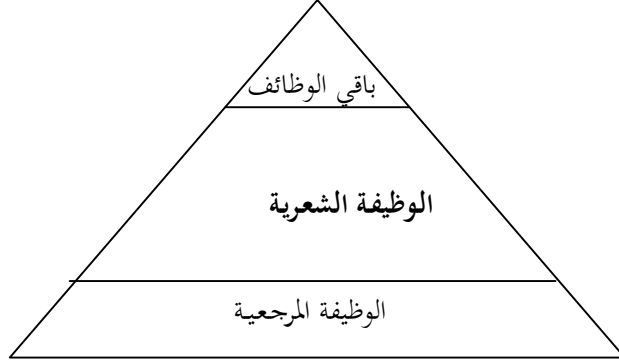 باقي الوظائف
الوظيفة الشعرية
الوظيفة المرجعية